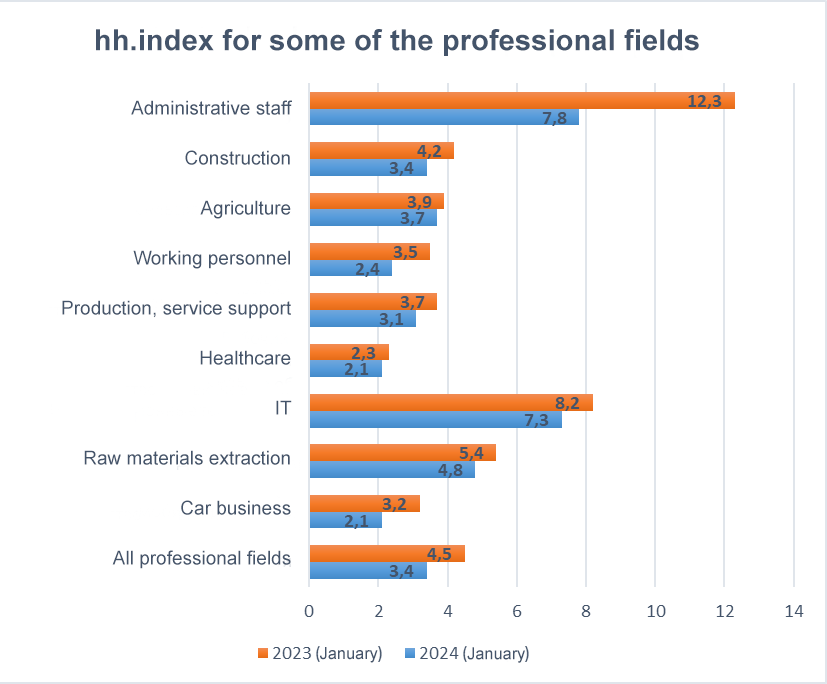 hh.index for some of the professional fields
Administrative staff
12,3
7,8
Construction
4,2
3,4
Agriculture
3,9
3,7
Working personnel
3,5
2,4
Production, service support
3,7
3,1
Healthcare
2,3
2,1
IT
8,2
7,3
Raw materials extraction
5,4
4,8
Car business
3,2
2,1
All professional fields
4,5
3,4
0 2 4 6 8 10 12 14
2023 (January) 2024 (January)